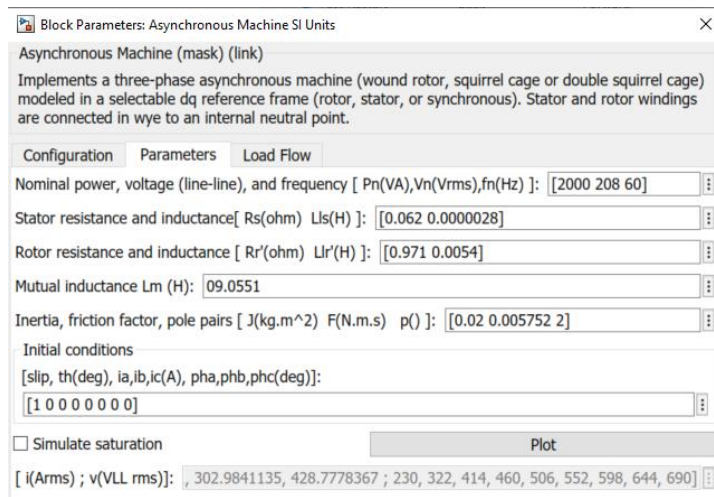 Block Parameters: Asynchronous Machine SI Units
Asynchronous Machine (mask) (link)
Implements a three-phase asynchronous machine (wound rotor, squirrel cage or double squirrel cage)
modeled in a selectable dq reference frame (rotor, stator, or synchronous). Stator and rotor windings
are connected in wye to an internal neutral point.
Configuration Parameters Load Flow
Nominal power, voltage (line-line), and frequency [ Pn(VA),Vn(Vrms),fn(Hz) ]: [2000 208 60]
Stator resistance and inductance[ Rs(ohm) Lls(H) ]: [0.062 0.0000028]
Rotor resistance and inductance [ Rr'(ohm) Llr'(H) ]: [0.971 0.0054]
Mutual inductance Lm (H): 09.0551
Inertia, friction factor, pole pairs [ J(kg.m^2) F(N.m.s) p() ]: [0.02 0.005752 2]
Initial conditions
[slip, th(deg), ia,ib,ic(A), pha,phb,phc(deg)]:
[1 0 0 0 0 0 0 0]
Simulate saturation Plot
[ i(Arms) ; v(VLL rms)]: , 302.9841135, 428.7778367 ; 230, 322, 414, 460, 506, 552, 598, 644, 690]